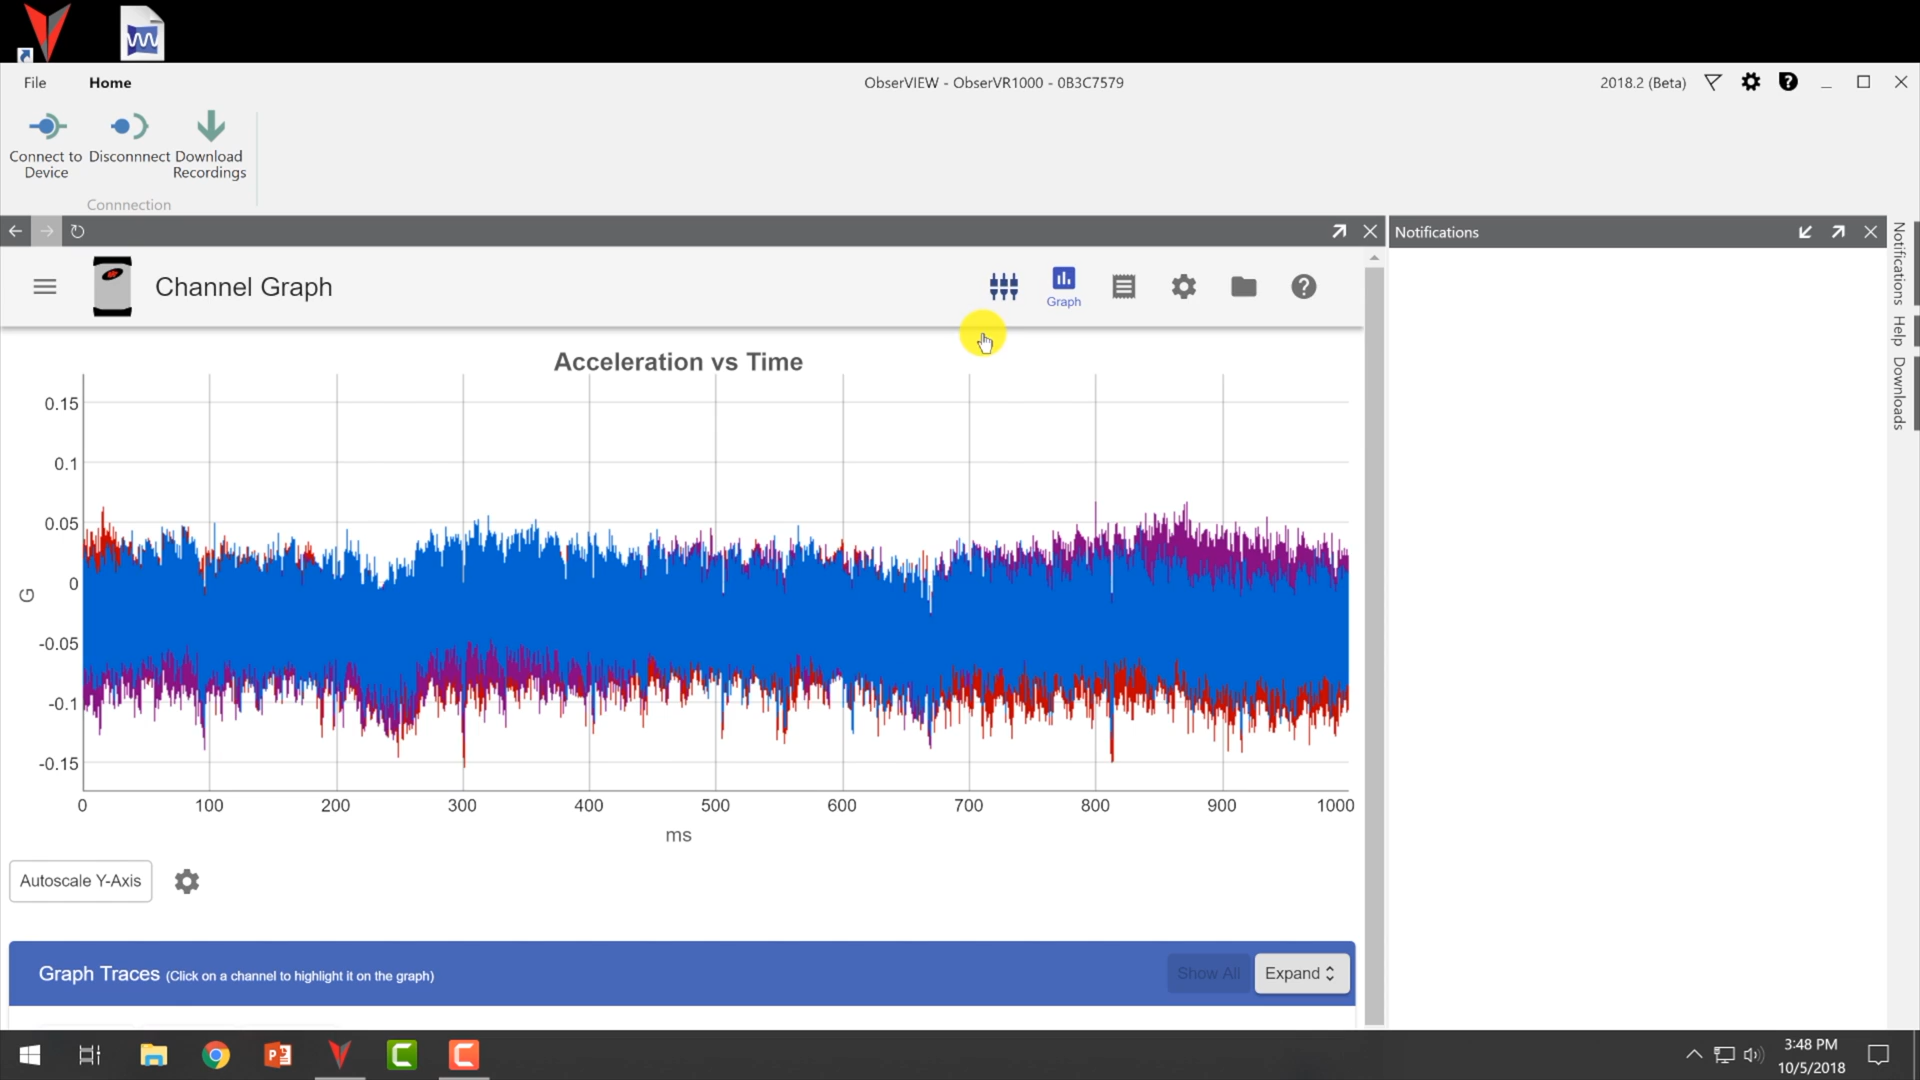 File Home ObserVIEW - ObserVR1000 - 0B3C7579 2018.2 (Beta)
Connect to Device
Disconnnect
Download Recordings
Connnection
Notifications
Notifications
Help
Downloads
Channel Graph
Graph
Acceleration vs Time
0.15
0.1
0.05
0
-0.05
-0.1
-0.15
G
0 100 200 300 400 500 600 700 800 900 1000
ms
Autoscale Y-Axis
Graph Traces (Click on a channel to highlight it on the graph) Show All Expand
3:48 PM
10/5/2018